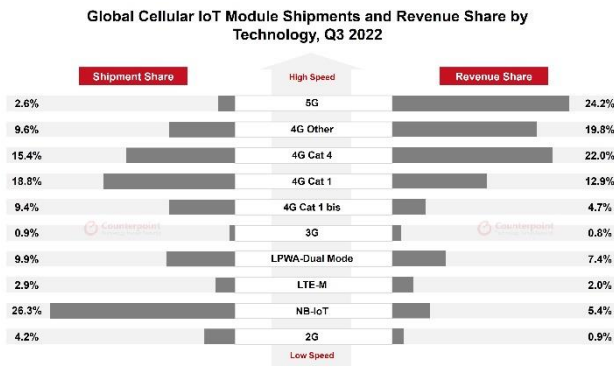 Global Cellular IoT Module Shipments and Revenue Share by
Technology, Q3 2022
Shipment Share High Speed Revenue Share
2.6% 5G 24.2%
9.6% 4G Other 19.8%
15.4% 4G Cat 4 22.0%
18.8% 4G Cat 1 12.9%
9.4% 4G Cat 1 bis 4.7%
Counterpoint Counterpoint
0.9% 3G 0.8%
9.9% LPWA-Dual Mode 7.4%
2.9% LTE-M 2.0%
26.3% NB-IoT 5.4%
4.2% 2G 0.9%
Low Speed